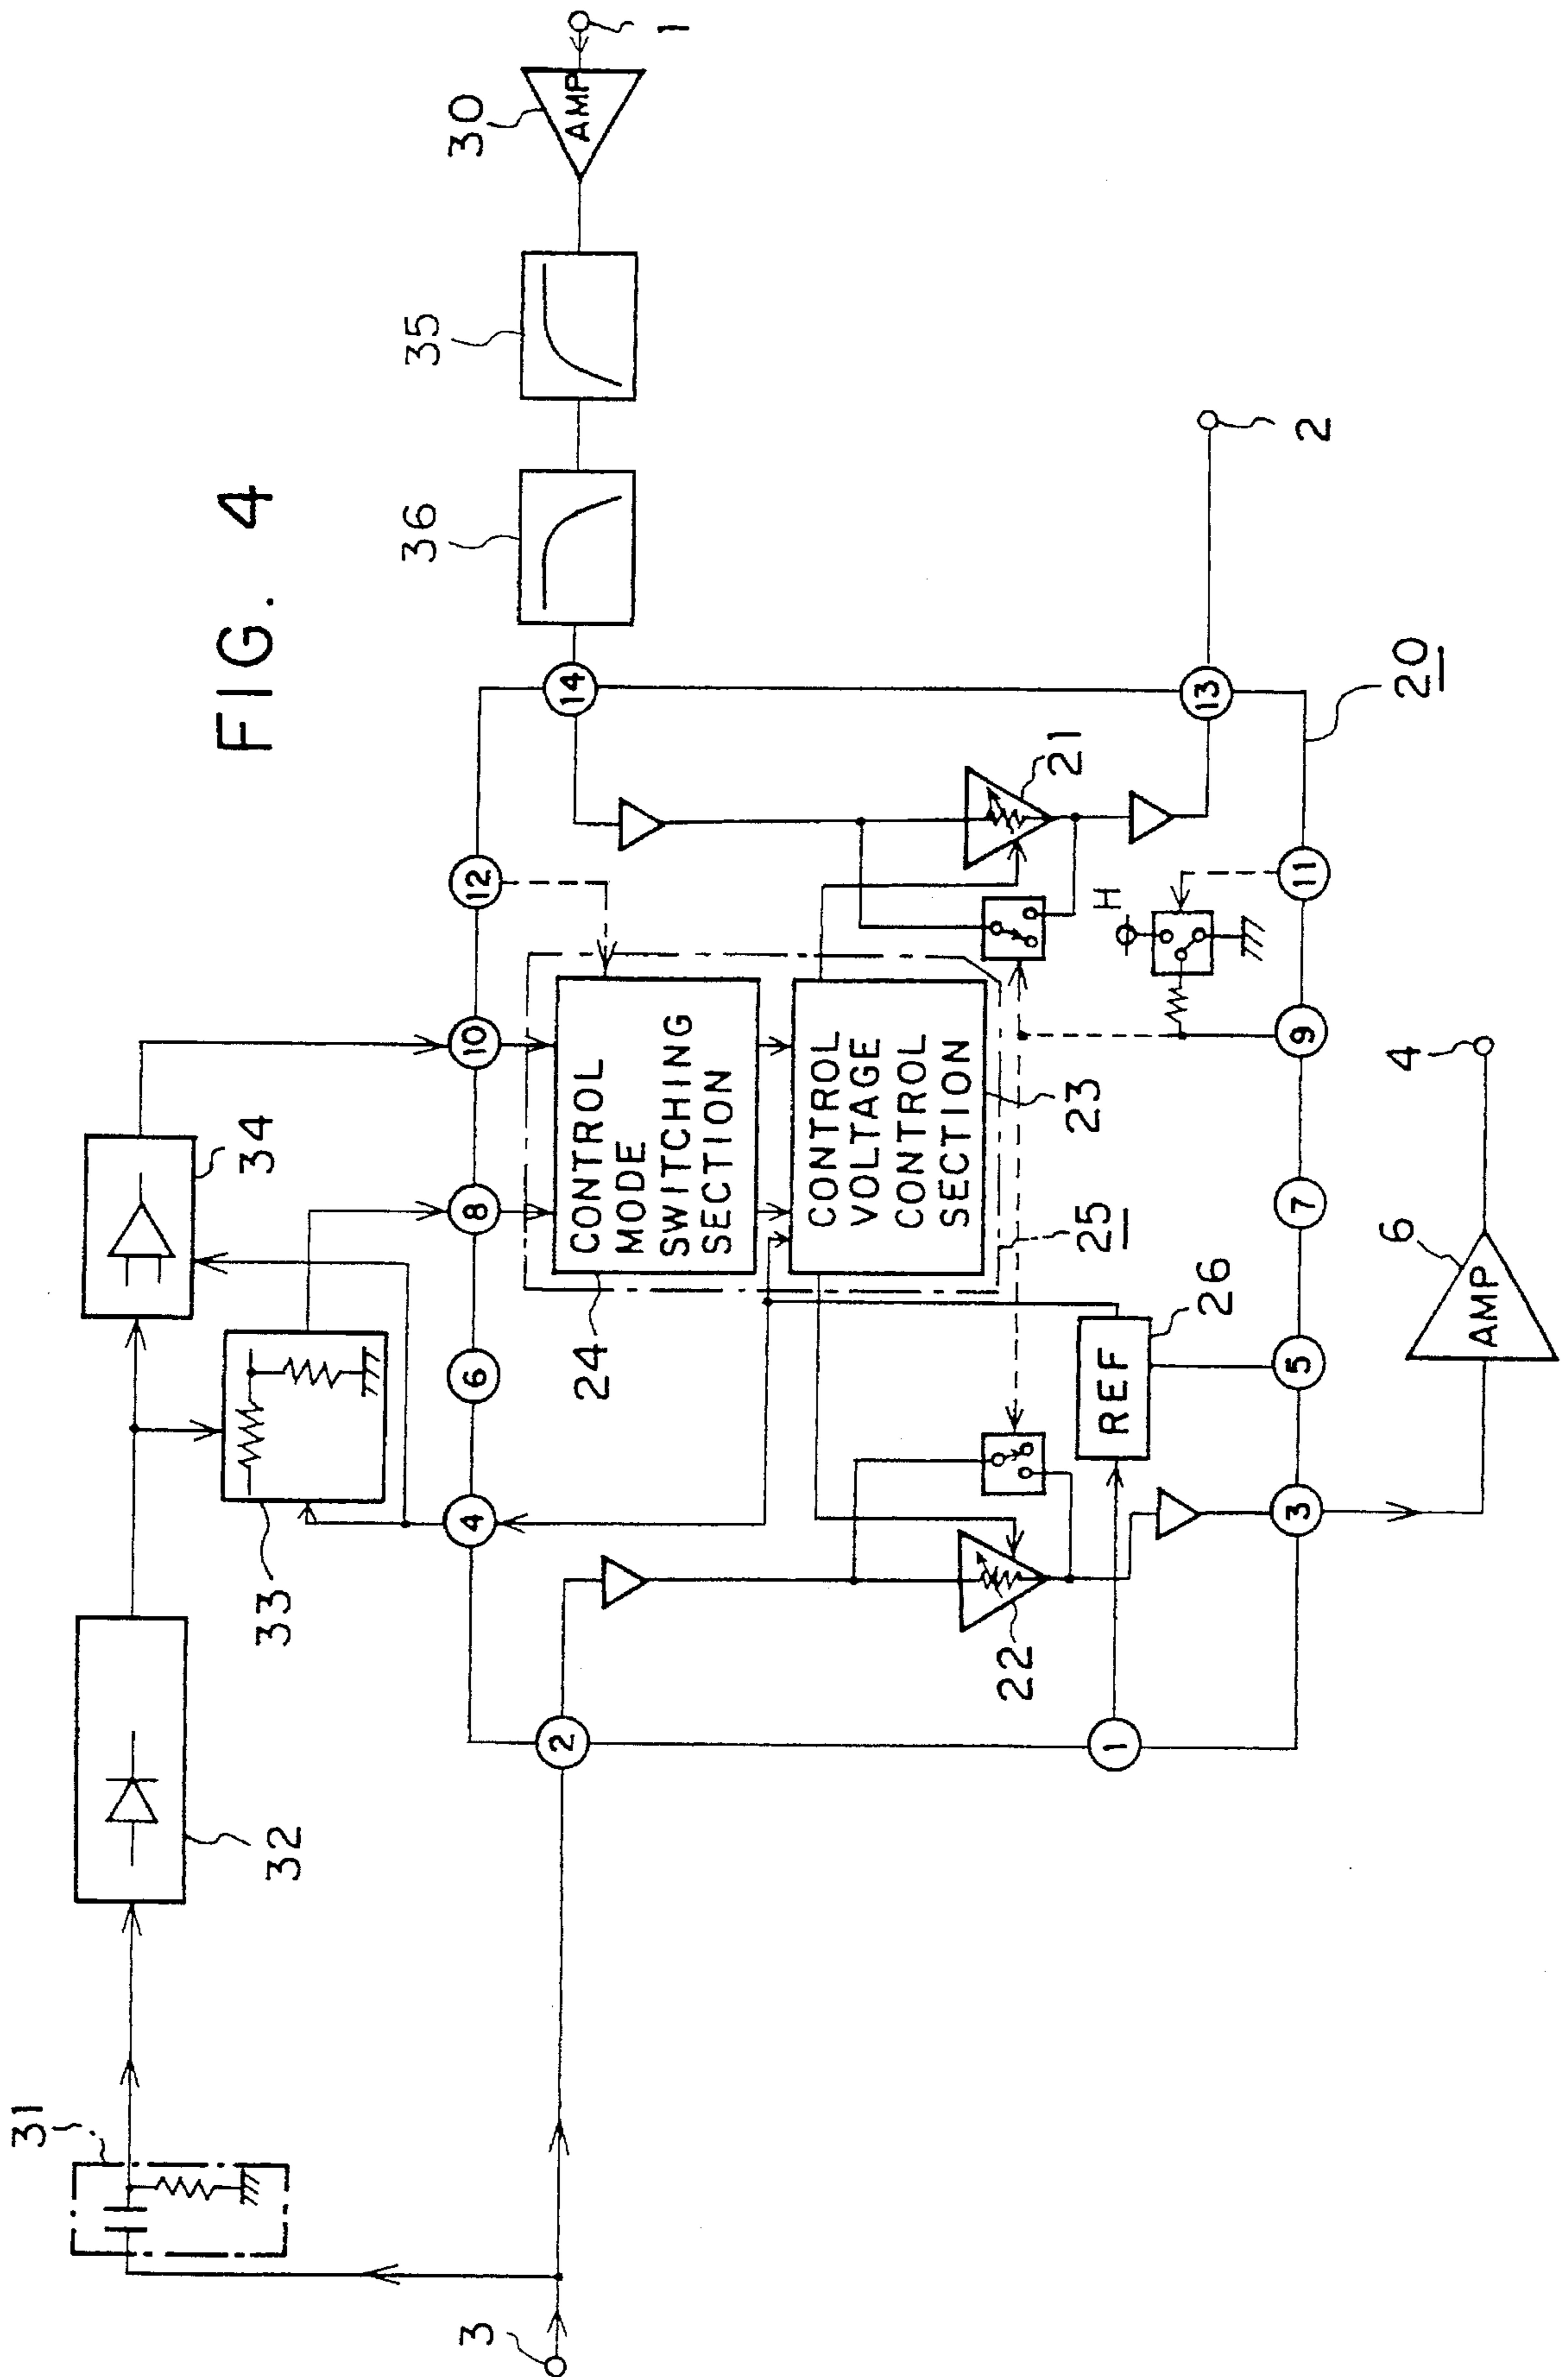 FIG. 4
31
32
33
34
3
4
6
8
10
12
2
14
36
35
30
AMP
1
CONTROL
MODE
SWITCHING
SECTION
24
CONTROL
VOLTAGE
CONTROL
SECTION
23
25
22
21
H
REF
26
1
3
5
7
9
11
13
2
20
AMP
6
4